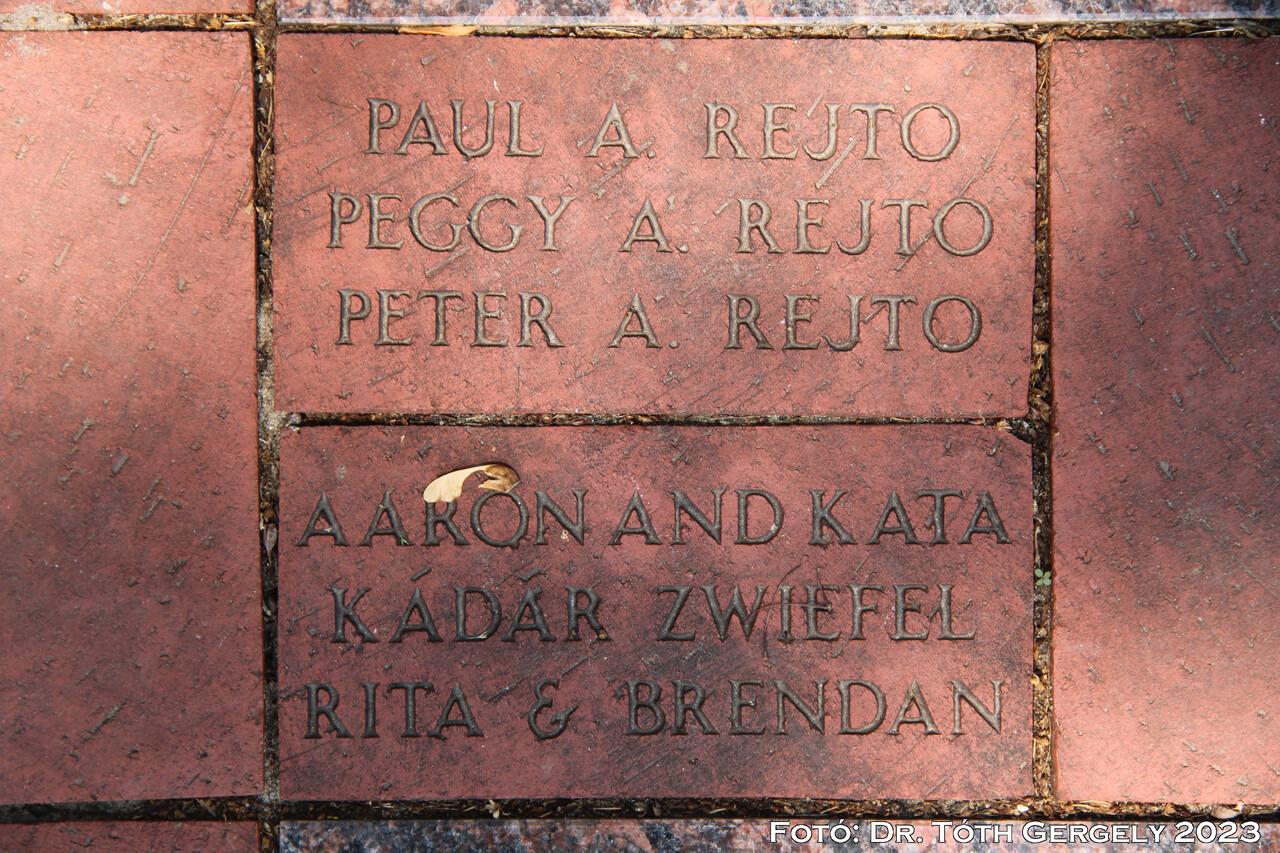 PAUL A. REJTO
PEGGY A. REJTO
PETER A. REJTO
AARON AND KATA
KÁDÁR ZWIEFEL
RITA & BRENDAN
FOTÓ: DR. TÓTH GERGELY 2023